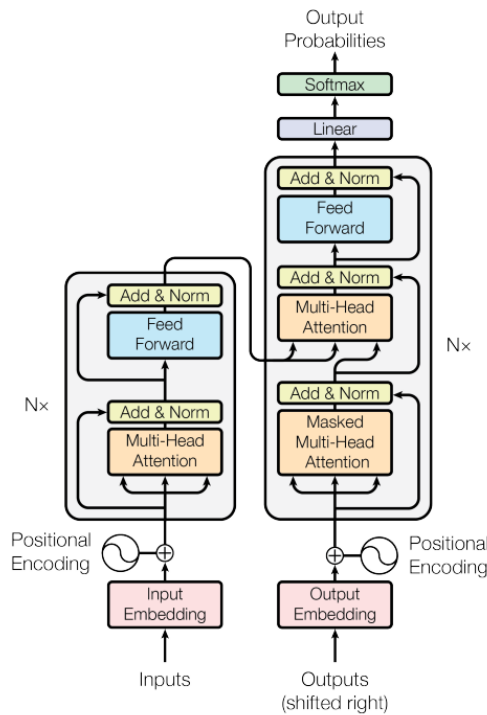 Output
Probabilities
Softmax
Linear
Add & Norm
Feed
Forward
Add & Norm
Multi-Head
Attention
Nx
Add & Norm
Masked
Multi-Head
Attention
Positional
Encoding
Output
Embedding
Outputs
(shifted right)
Add & Norm
Feed
Forward
Nx
Add & Norm
Multi-Head
Attention
Positional
Encoding
Input
Embedding
Inputs